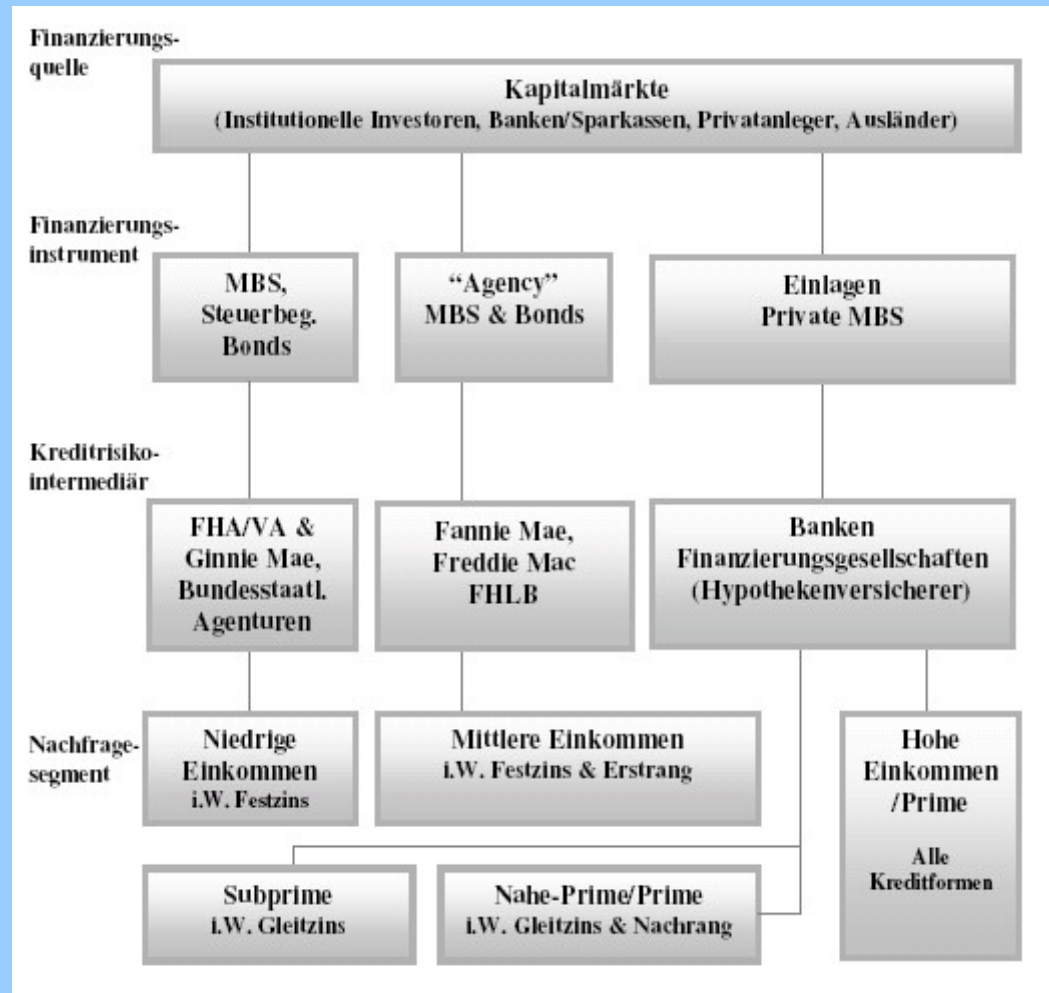 Finanzierungs-
quelle
Kapitalmärkte
(Institutionelle Investoren, Banken/Sparkassen, Privatanleger, Ausländer)
Finanzierungs-
instrument
MBS,
Steuerbeg.
Bonds
“Agency”
MBS & Bonds
Einlagen
Private MBS
Kreditrisiko-
intermediär
FHA/VA &
Ginnie Mae,
Bundesstaatl.
Agenturen
Fannie Mae,
Freddie Mac
FHLB
Banken
Finanzierungsgesellschaften
(Hypothekenversicherer)
Nachfrage-
segment
Niedrige
Einkommen
i.W. Festzins
Mittlere Einkommen
i.W. Festzins & Erstrang
Hohe
Einkommen
/Prime
Alle
Kreditformen
Subprime
i.W. Gleitzins
Nahe-Prime/Prime
i.W. Gleitzins & Nachrang